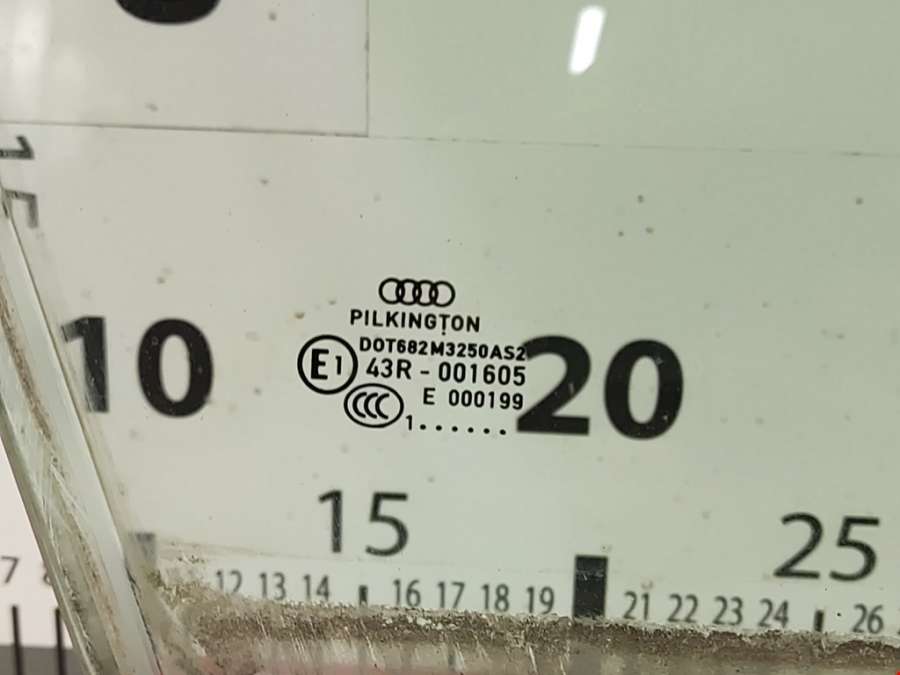 PILKINGTON
DOT682M3250AS2
E1 43R - 001605
CCC E 000199
1......
10 20
15 25
12 13 14 16 17 18 19 21 22 23 24 26